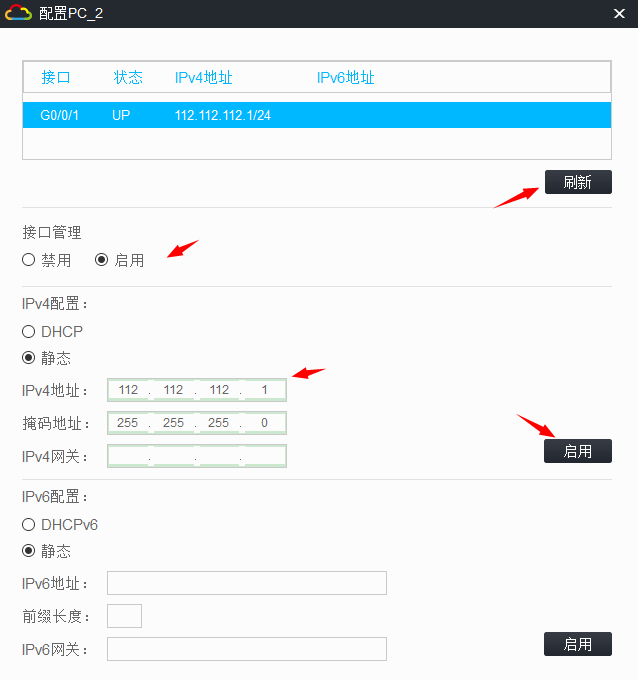 配置PC_2
接口 状态 IPv4地址 IPv6地址
G0/0/1 UP 112.112.112.1/24
刷新
接口管理
禁用 启用
IPv4配置：
DHCP
静态
IPv4地址： 112 . 112 . 112 . 1
掩码地址： 255 . 255 . 255 . 0
IPv4网关： . . .
启用
IPv6配置：
DHCPv6
静态
IPv6地址：
前缀长度：
IPv6网关：
启用